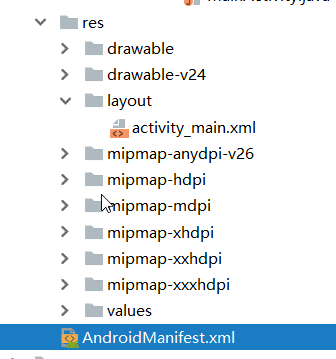 res
drawable
drawable-v24
layout
activity_main.xml
mipmap-anydpi-v26
mipmap-hdpi
mipmap-mdpi
mipmap-xhdpi
mipmap-xxhdpi
mipmap-xxxhdpi
values
AndroidManifest.xml